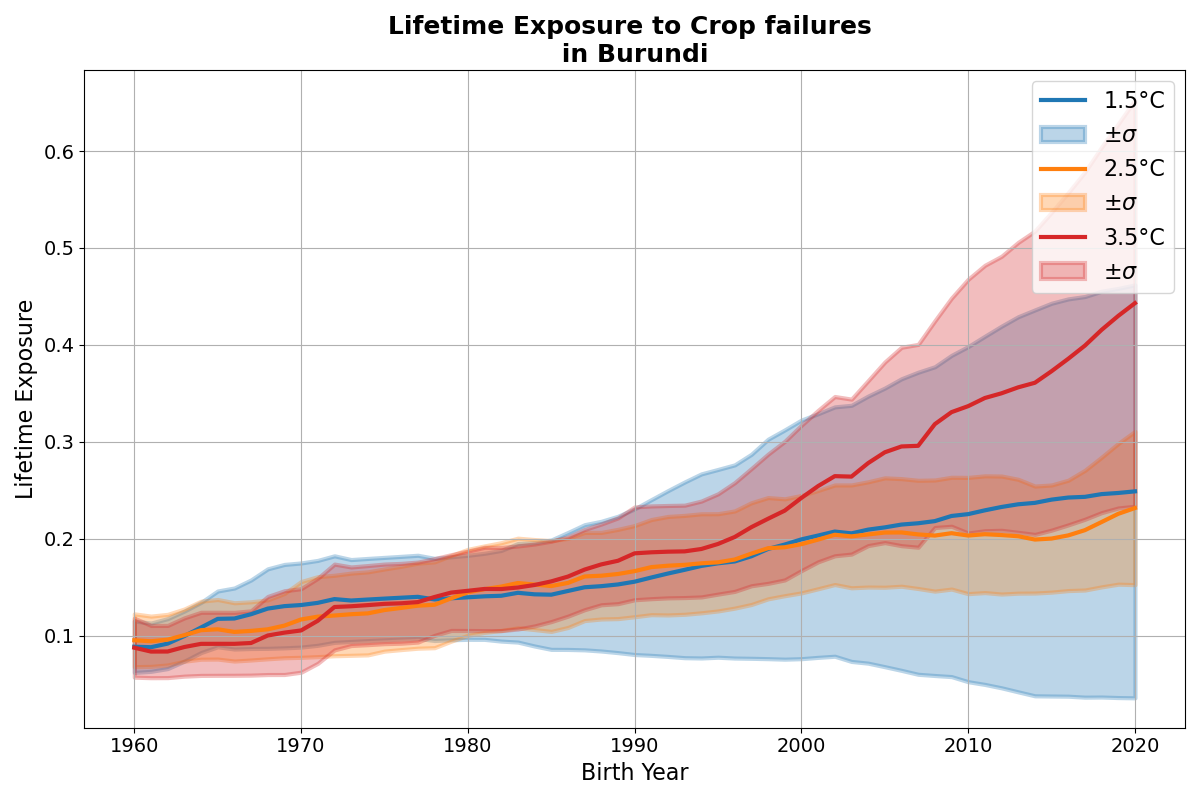 Lifetime Exposure to Crop failures
in Burundi
1.5°C
±σ
2.5°C
±σ
3.5°C
±σ
Lifetime Exposure
0.6
0.5
0.4
0.3
0.2
0.1
1960 1970 1980 1990 2000 2010 2020
Birth Year